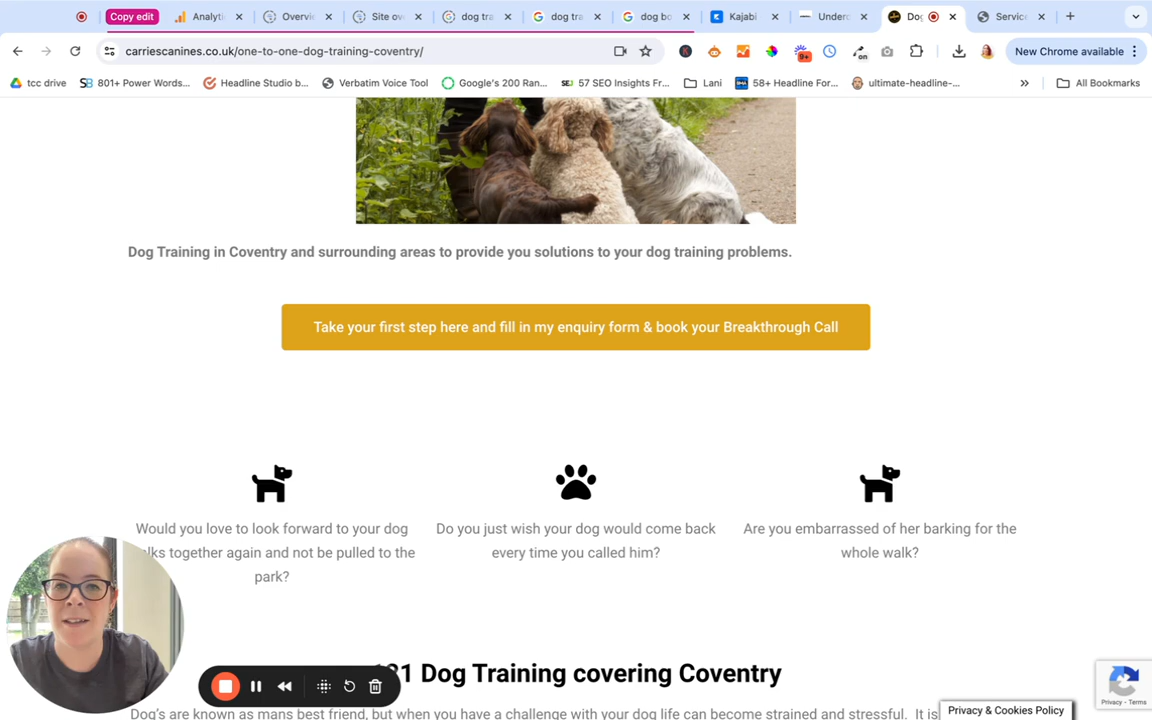 Copy edit
Analyti
Overvi
Site ov
dog tra
dog tra
dog bo
Kajabi
Underc
Dog
Service
carriescanines.co.uk/one-to-one-dog-training-coventry/
9+
on
New Chrome available
tcc drive
801+ Power Words...
Headline Studio b...
Verbatim Voice Tool
Google's 200 Ran...
57 SEO Insights Fr...
Lani
58+ Headline For...
ultimate-headline-...
»
All Bookmarks
Dog Training in Coventry and surrounding areas to provide you solutions to your dog training problems.
Take your first step here and fill in my enquiry form & book your Breakthrough Call
Would you love to look forward to your dog
lks together again and not be pulled to the
park?
Do you just wish your dog would come back
every time you called him?
Are you embarrassed of her barking for the
whole walk?
121 Dog Training covering Coventry
Dog's are known as mans best friend, but when you have a challenge with your dog life can become strained and stressful. It is
Privacy & Cookies Policy
Privacy - Terms